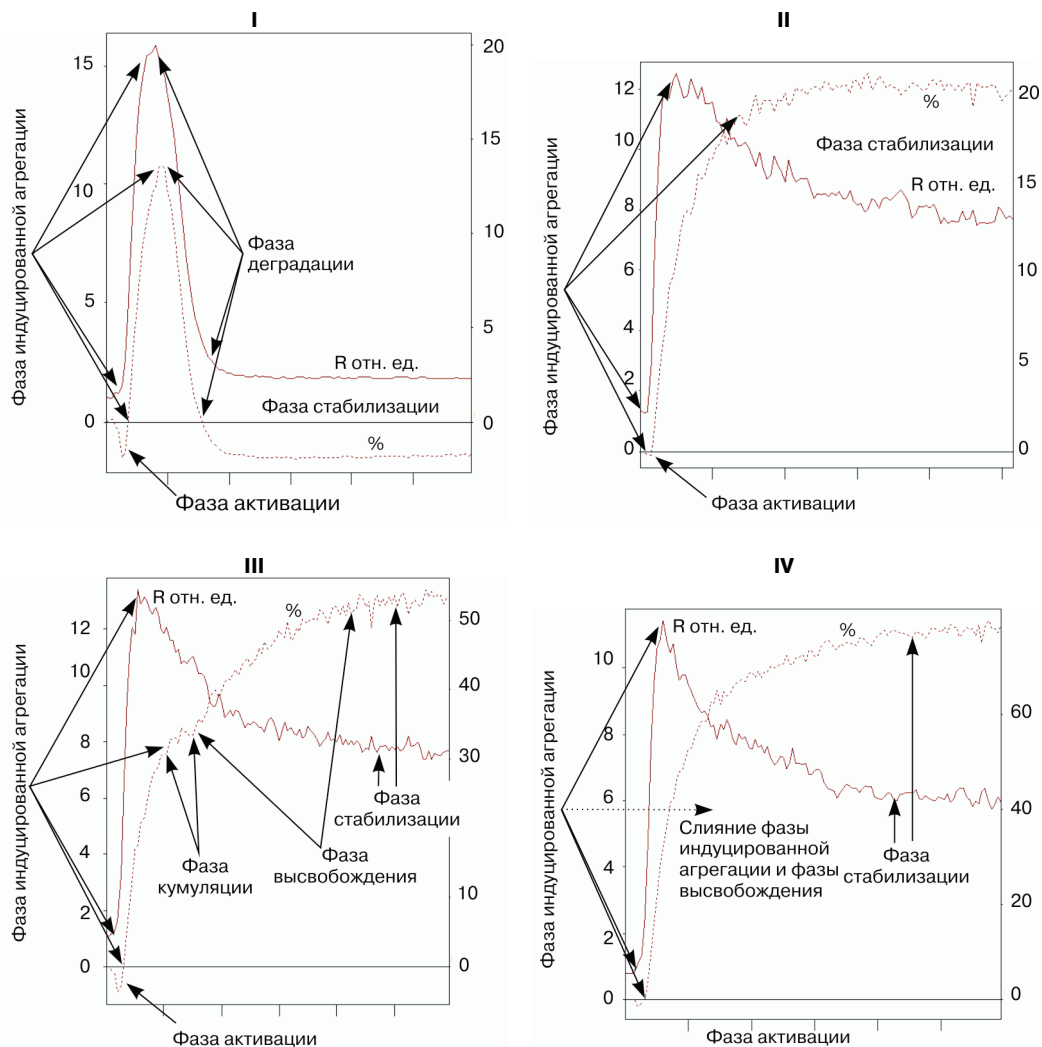 I
Фаза индуцированной агрегации
15
10
5
0
20
15
10
5
0
Фаза
деградации
R отн. ед.
Фаза стабилизации
%
Фаза активации
II
Фаза индуцированной агрегации
12
10
8
6
4
2
0
20
15
10
5
0
%
Фаза стабилизации
R отн. ед.
Фаза активации
III
Фаза индуцированной агрегации
12
10
8
6
4
2
0
50
40
30
10
0
R отн. ед.
%
Фаза
стабилизации
Фаза
кумуляции
Фаза
высвобождения
Фаза активации
IV
Фаза индуцированной агрегации
10
8
6
4
2
0
60
40
20
0
R отн. ед.
%
Слияние фазы
индуцированной
агрегации и фазы
высвобождения
Фаза
стабилизации
Фаза активации